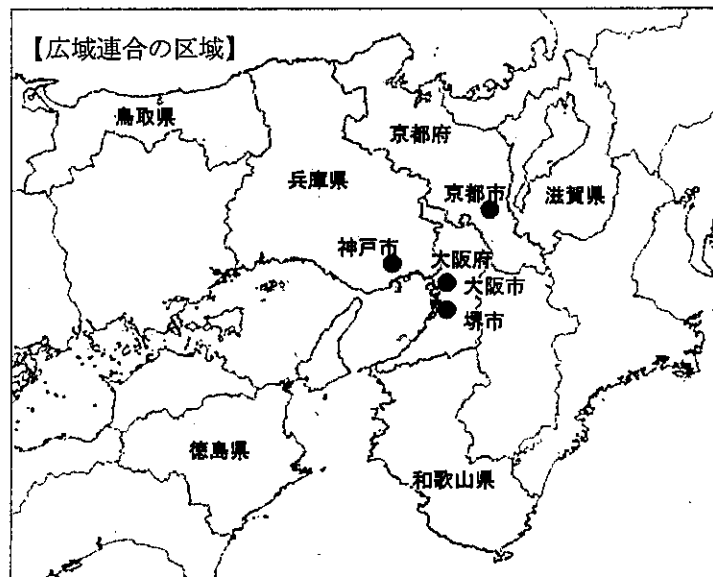 【広域連合の区域】
鳥取県
京都府
兵庫県
京都市
滋賀県
神戸市
大阪府
大阪市
堺市
徳島県
和歌山県